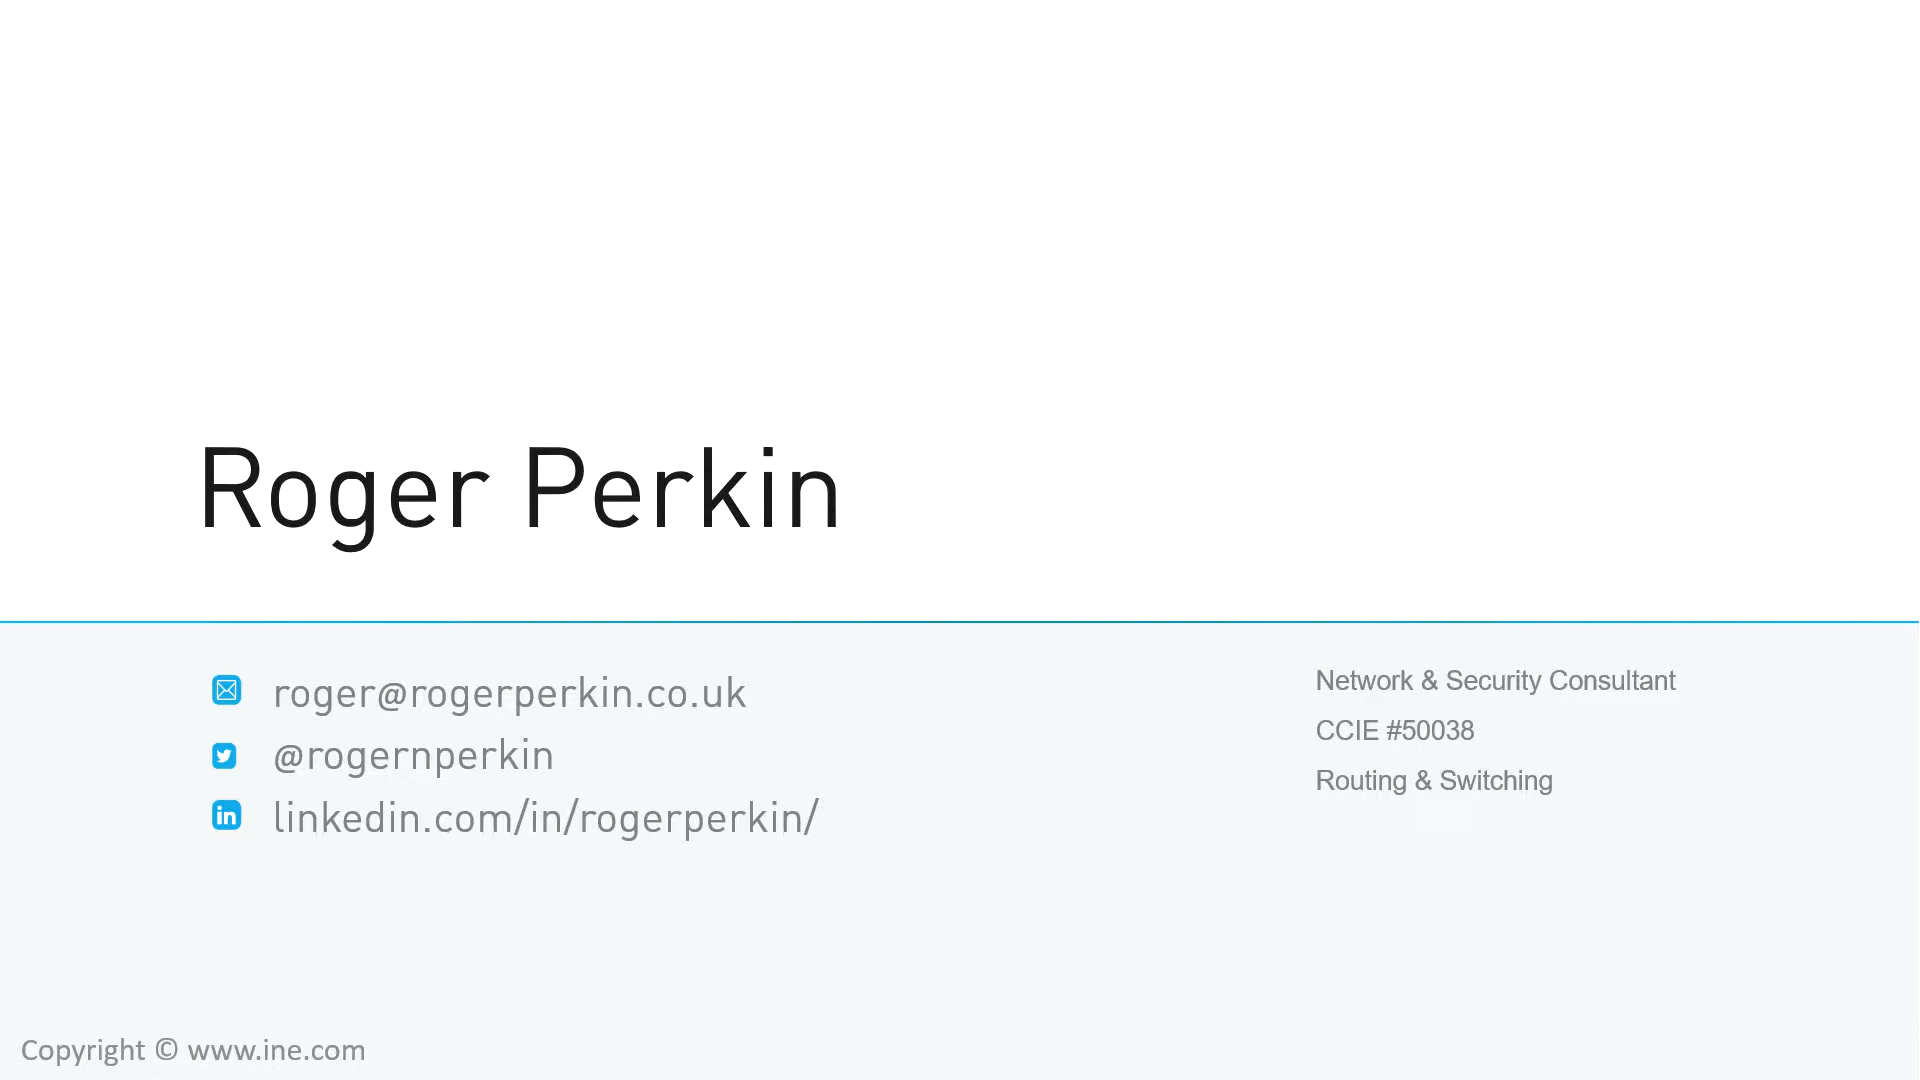 Roger Perkin
roger@rogerperkin.co.uk
@rogernperkin
linkedin.com/in/rogerperkin/
Network & Security Consultant
CCIE #50038
Routing & Switching
Copyright © www.ine.com